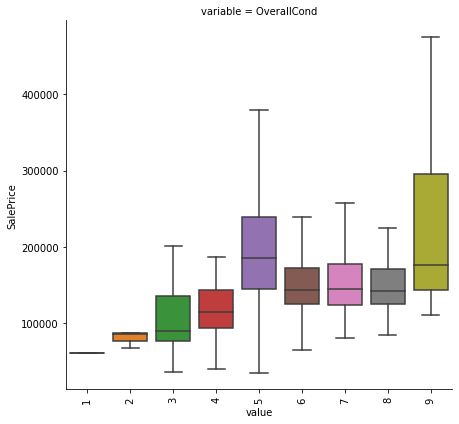 variable = OverallCond
SalePrice
400000
300000
200000
100000
1 2 3 4 5 6 7 8 9
value